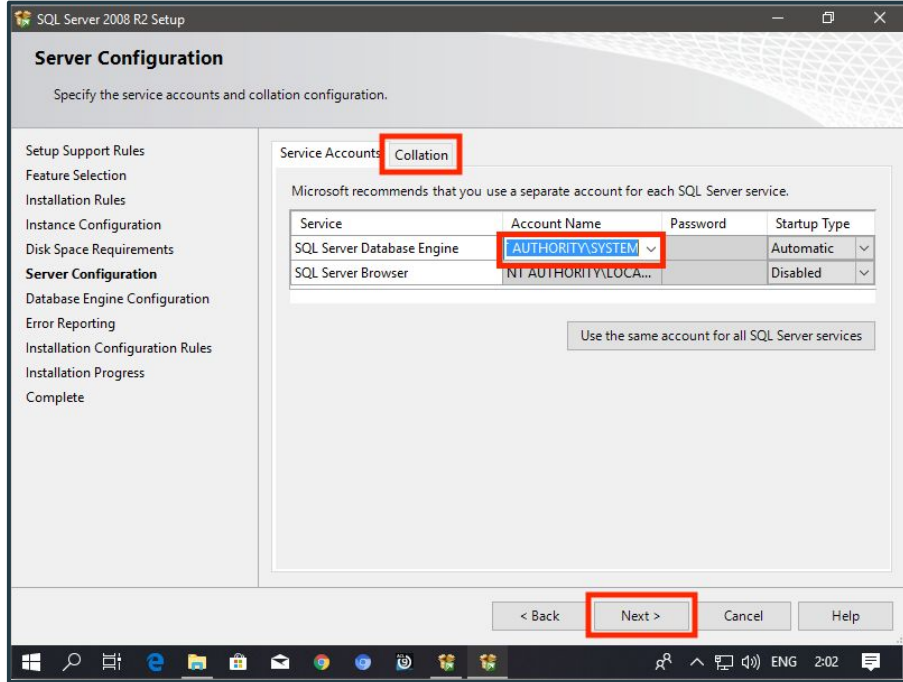 SQL Server 2008 R2 Setup
Server Configuration
Specify the service accounts and collation configuration.
Setup Support Rules
Feature Selection
Installation Rules
Instance Configuration
Disk Space Requirements
Server Configuration
Database Engine Configuration
Error Reporting
Installation Configuration Rules
Installation Progress
Complete
Service Accounts Collation
Microsoft recommends that you use a separate account for each SQL Server service.
Service Account Name Password Startup Type
SQL Server Database Engine AUTHORITY\SYSTEM Automatic
SQL Server Browser NT AUTHORITY\LOCA... Disabled
Use the same account for all SQL Server services
< Back Next > Cancel Help
ENG 2:02